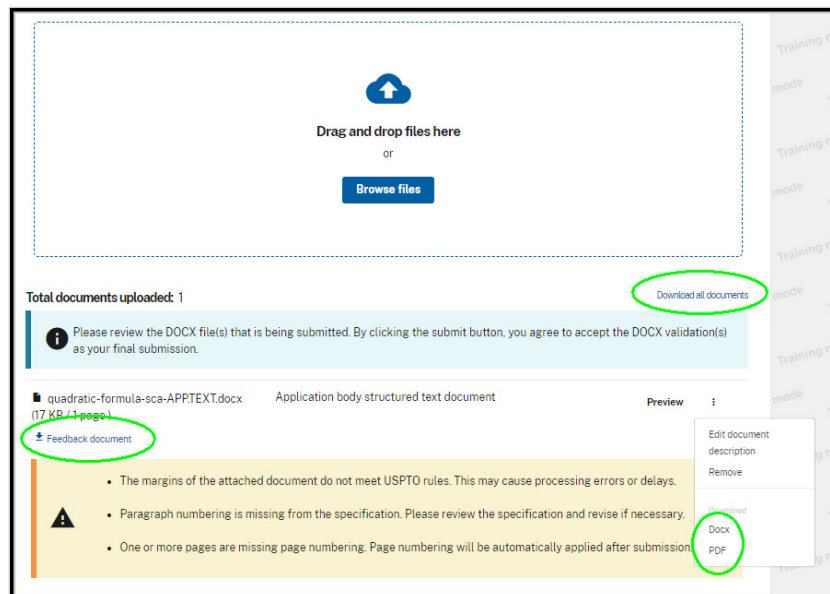 Drag and drop files here
or
Browse files
Total documents uploaded: 1
Download all documents
Please review the DOCX file(s) that is being submitted. By clicking the submit button, you agree to accept the DOCX validation(s)
as your final submission.
quadratic-formula-sca-APP.TEXT.docx
(17 KB / 1 page )
Application body structured text document
Preview
Feedback document
Edit document
description
Remove
Download
Docx
PDF
• The margins of the attached document do not meet USPTO rules. This may cause processing errors or delays.
• Paragraph numbering is missing from the specification. Please review the specification and revise if necessary.
• One or more pages are missing page numbering. Page numbering will be automatically applied after submission
Training
mode
Training
mode
Training
mode
Training
mode